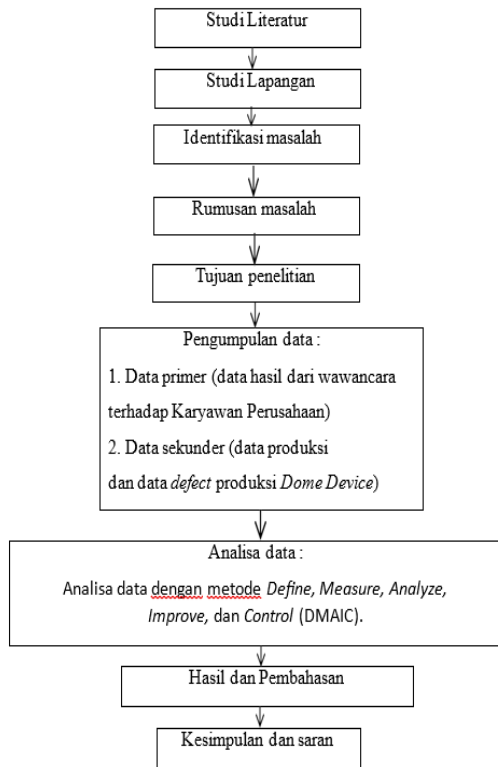 Studi Literatur
Studi Lapangan
Identifikasi masalah
Rumusan masalah
Tujuan penelitian
Pengumpulan data :
1. Data primer (data hasil dari wawancara
terhadap Karyawan Perusahaan)
2. Data sekunder (data produksi
dan data defect produksi Dome Device)
Analisa data :
Analisa data dengan metode Define, Measure, Analyze,
Improve, dan Control (DMAIC).
Hasil dan Pembahasan
Kesimpulan dan saran